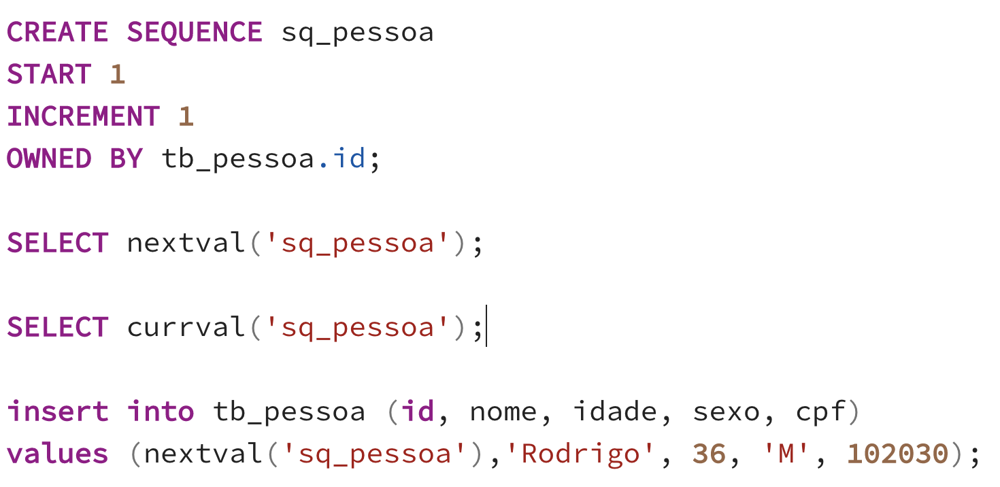 CREATE SEQUENCE sq_pessoa
START 1
INCREMENT 1
OWNED BY tb_pessoa.id;
SELECT nextval('sq_pessoa');
SELECT currval('sq_pessoa');
insert into tb_pessoa (id, nome, idade, sexo, cpf)
values (nextval('sq_pessoa'),'Rodrigo', 36, 'M', 102030);